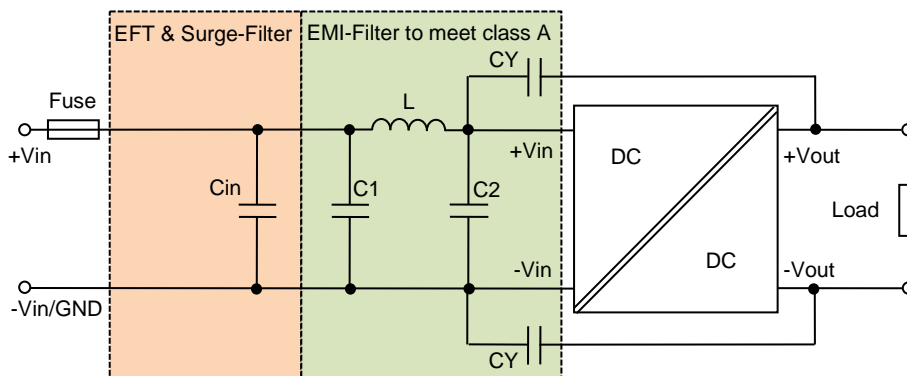 EFT & Surge-Filter
EMI-Filter to meet class A
CY
Fuse
L
+Vin
+Vin
DC
+Vout
Cin
C1
C2
Load
-Vin
DC
-Vout
-Vin/GND
CY